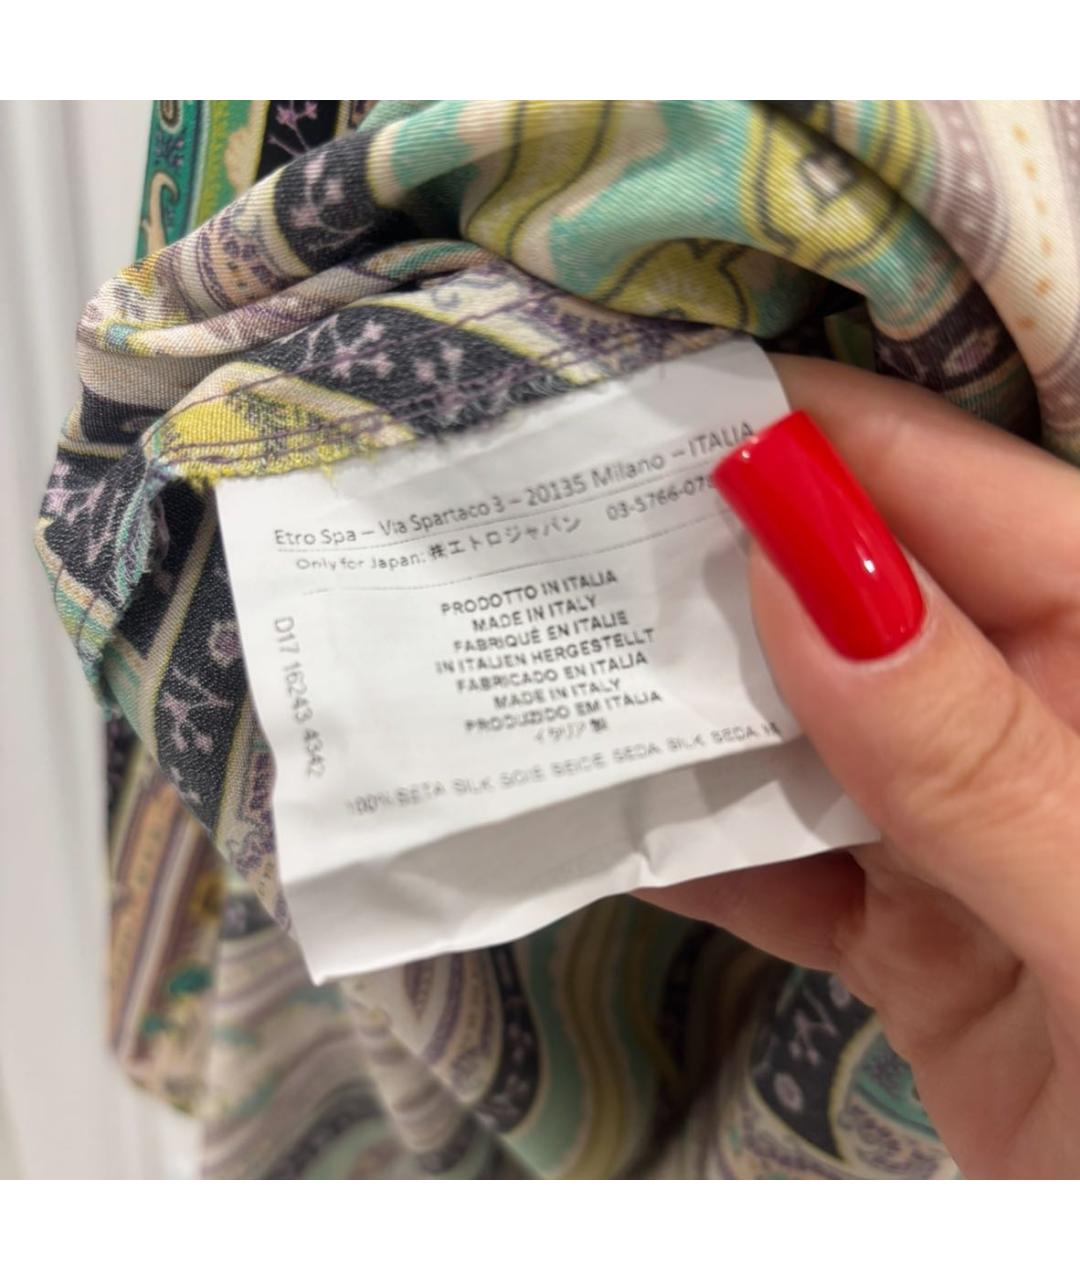 Etro Spa – Via Spartaco 3 – 20135 Milano – ITALIA
Only for Japan: ㈱エトロジャパン 03-5766-07
PRODOTTO IN ITALIA
MADE IN ITALY
FABRIQUÉ EN ITALIE
IN ITALIEN HERGESTELLT
FABRICADO EN ITALIA
MADE IN ITALY
PRODUZIDO EM ITALIA
イタリア製
100% SETA SILK SOIE SEIDE SEDA SILK SEDA
D17 16243 4342